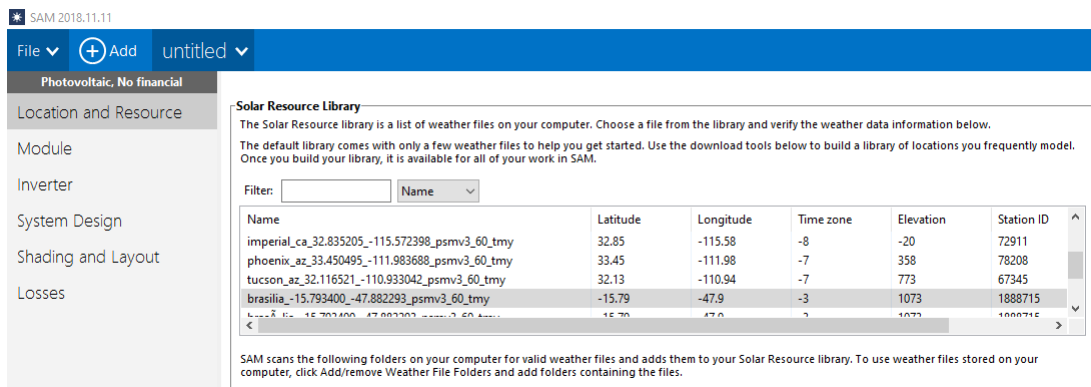 SAM 2018.11.11
File Add untitled
Photovoltaic, No financial
Location and Resource
Module
Inverter
System Design
Shading and Layout
Losses
Solar Resource Library
The Solar Resource library is a list of weather files on your computer. Choose a file from the library and verify the weather data information below.
The default library comes with only a few weather files to help you get started. Use the download tools below to build a library of locations you frequently model.
Once you build your library, it is available for all of your work in SAM.
Filter: Name
Name Latitude Longitude Time zone Elevation Station ID
imperial_ca_32.835205_-115.572398_psmv3_60_tmy 32.85 -115.58 -8 -20 72911
phoenix_az_33.450495_-111.983688_psmv3_60_tmy 33.45 -111.98 -7 358 78208
tucson_az_32.116521_-110.933042_psmv3_60_tmy 32.13 -110.94 -7 773 67345
brasilia_-15.793400_-47.882293_psmv3_60_tmy -15.79 -47.9 -3 1073 1888715
SAM scans the following folders on your computer for valid weather files and adds them to your Solar Resource library. To use weather files stored on your
computer, click Add/remove Weather File Folders and add folders containing the files.